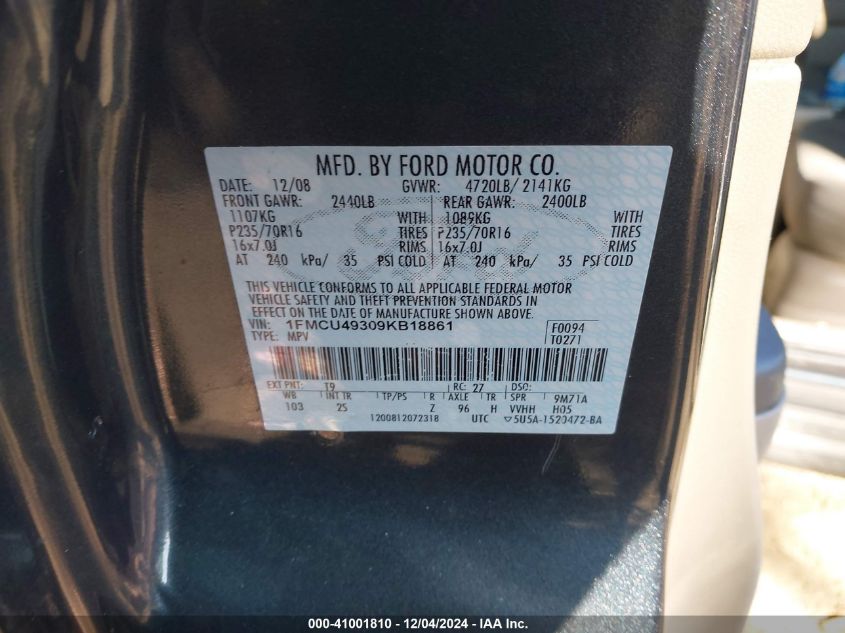 MFD. BY FORD MOTOR CO.
DATE: 12/08 GVWR: 4720LB/ 2141KG
FRONT GAWR: 2440LB REAR GAWR: 2400LB
1107KG WITH 1089KG WITH
P235/70R16 TIRES P235/70R16 TIRES
16x7.0J RIMS 16x7.0J RIMS
AT 240 kPa/ 35 PSI COLD AT 240 kPa/ 35 PSI COLD
THIS VEHICLE CONFORMS TO ALL APPLICABLE FEDERAL MOTOR
VEHICLE SAFETY AND THEFT PREVENTION STANDARDS IN
EFFECT ON THE DATE OF MANUFACTURE SHOWN ABOVE.
VIN: 1FMCU49309KB18861 F0094
TYPE: MPV T0271
EXT PNT: T9 RC: 27 DSO:
WB INT TR TP/PS R AXLE TR SPR 9M71A
103 2S Z 96 H VVHH H05
1200812072318 UTC ▽5U5A-1520472-BA
000-41001810 - 12/04/2024 - IAA Inc.